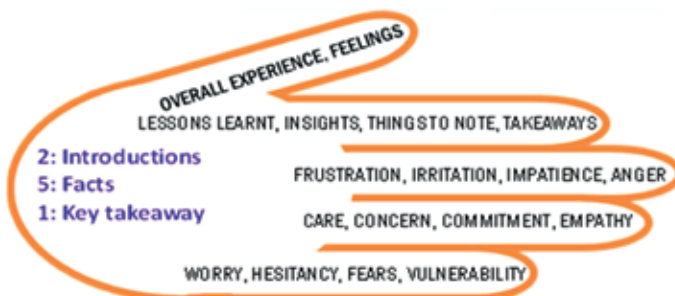 OVERALL EXPERIENCE, FEELINGS
LESSONS LEARNT, INSIGHTS, THINGS TO NOTE, TAKEAWAYS
2: Introductions
5: Facts
1: Key takeaway
FRUSTRATION, IRRITATION, IMPATIENCE, ANGER
CARE, CONCERN, COMMITMENT, EMPATHY
WORRY, HESITANCY, FEARS, VULNERABILITY